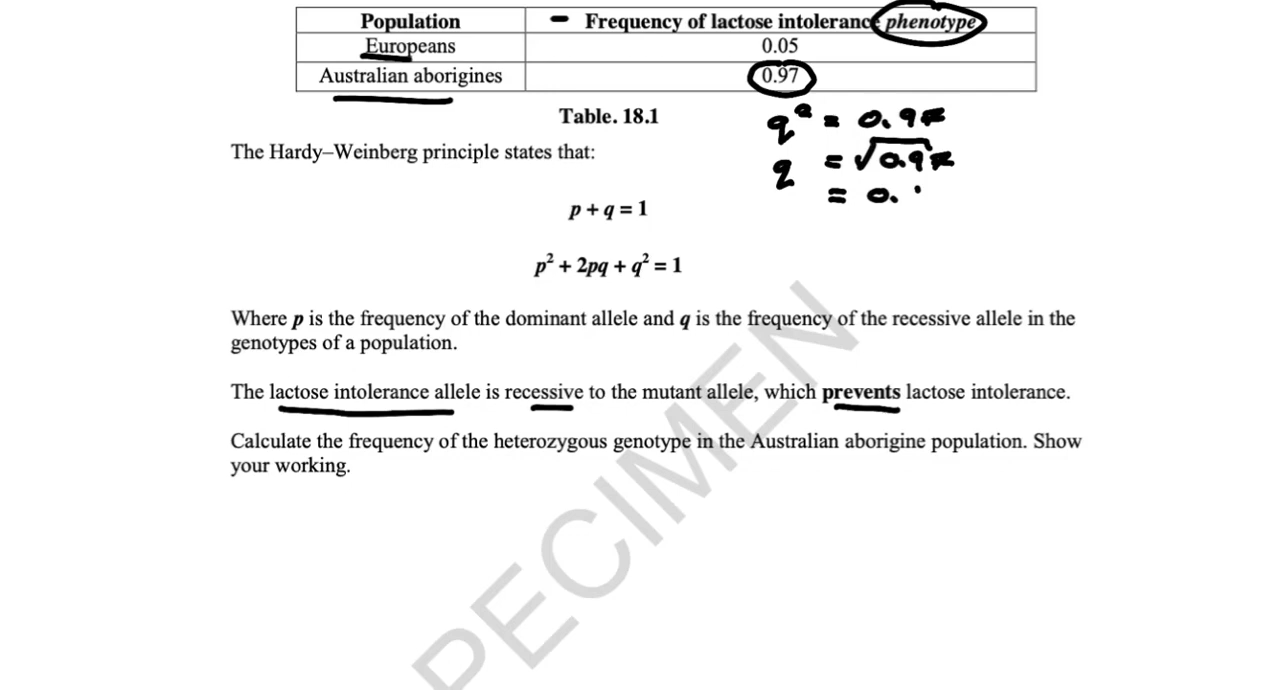 Population Frequency of lactose intolerance phenotype
Europeans 0.05
Australian aborigines 0.97
Table. 18.1
q² = 0.97
The Hardy–Weinberg principle states that:
q = √0.97
= 0.
p + q = 1
p² + 2pq + q² = 1
Where p is the frequency of the dominant allele and q is the frequency of the recessive allele in the
genotypes of a population.
The lactose intolerance allele is recessive to the mutant allele, which prevents lactose intolerance.
Calculate the frequency of the heterozygous genotype in the Australian aborigine population. Show
your working.
PECIMEN